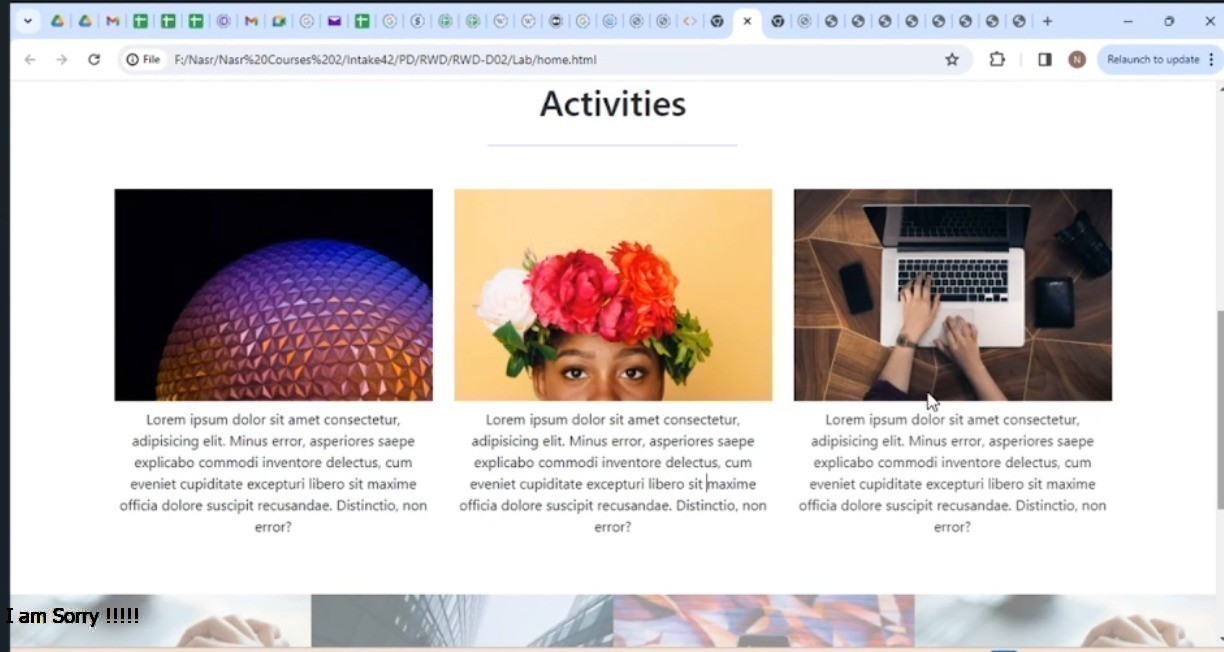 File
F:/Nasr/Nasr%20Courses%202/Intake42/PD/RWD/RWD-D02/Lab/home.html
N
Relaunch to update
Activities
Lorem ipsum dolor sit amet consectetur,
adipisicing elit. Minus error, asperiores saepe
explicabo commodi inventore delectus, cum
eveniet cupiditate excepturi libero sit maxime
officia dolore suscipit recusandae. Distinctio, non
error?
Lorem ipsum dolor sit amet consectetur,
adipisicing elit. Minus error, asperiores saepe
explicabo commodi inventore delectus, cum
eveniet cupiditate excepturi libero sit maxime
officia dolore suscipit recusandae. Distinctio, non
error?
Lorem ipsum dolor sit amet consectetur,
adipisicing elit. Minus error, asperiores saepe
explicabo commodi inventore delectus, cum
eveniet cupiditate excepturi libero sit maxime
officia dolore suscipit recusandae. Distinctio, non
error?
I am Sorry !!!!!